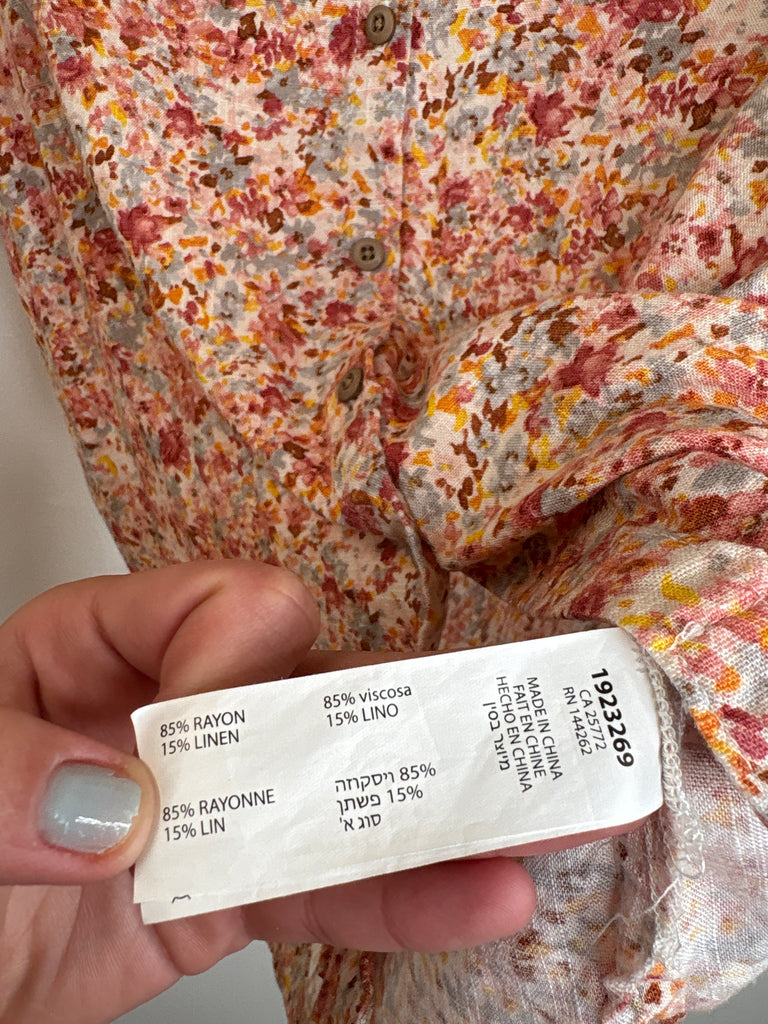 85% RAYON
15% LINEN
85% viscosa
15% LINO
85% RAYONNE
15% LIN
85% ויסקוזה
15% פשתן
סוג א'
MADE IN CHINA
FAIT EN CHINE
HECHO EN CHINA
מיוצר בסין
1923269
CA 25772
RN 144262